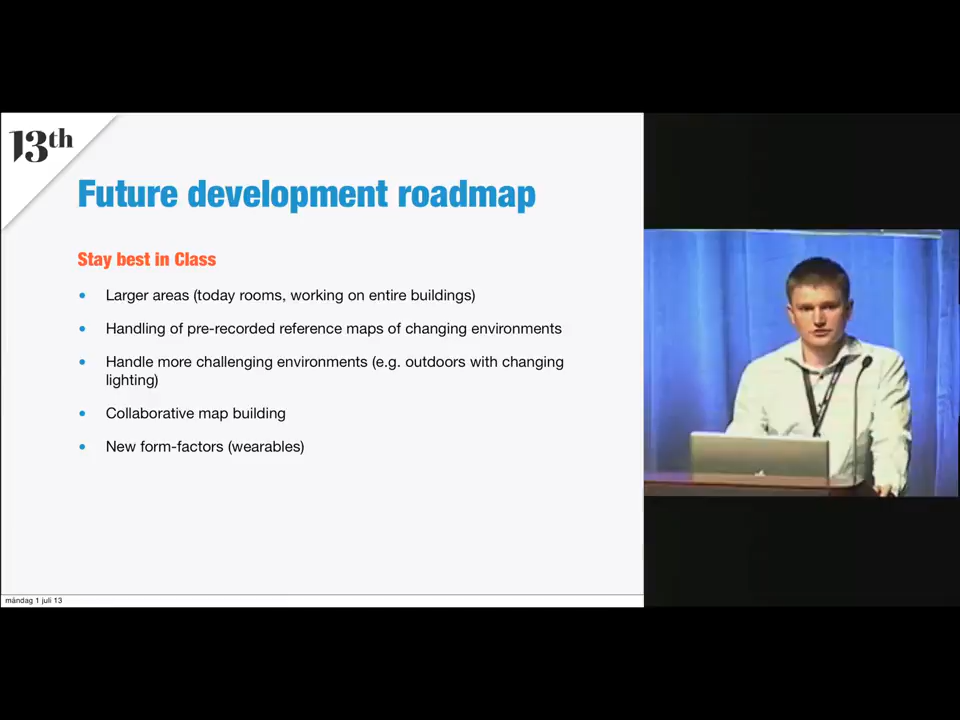 13th
Future development roadmap
Stay best in Class
• Larger areas (today rooms, working on entire buildings)
• Handling of pre-recorded reference maps of changing environments
• Handle more challenging environments (e.g. outdoors with changing
lighting)
• Collaborative map building
• New form-factors (wearables)
måndag 1 juli 13